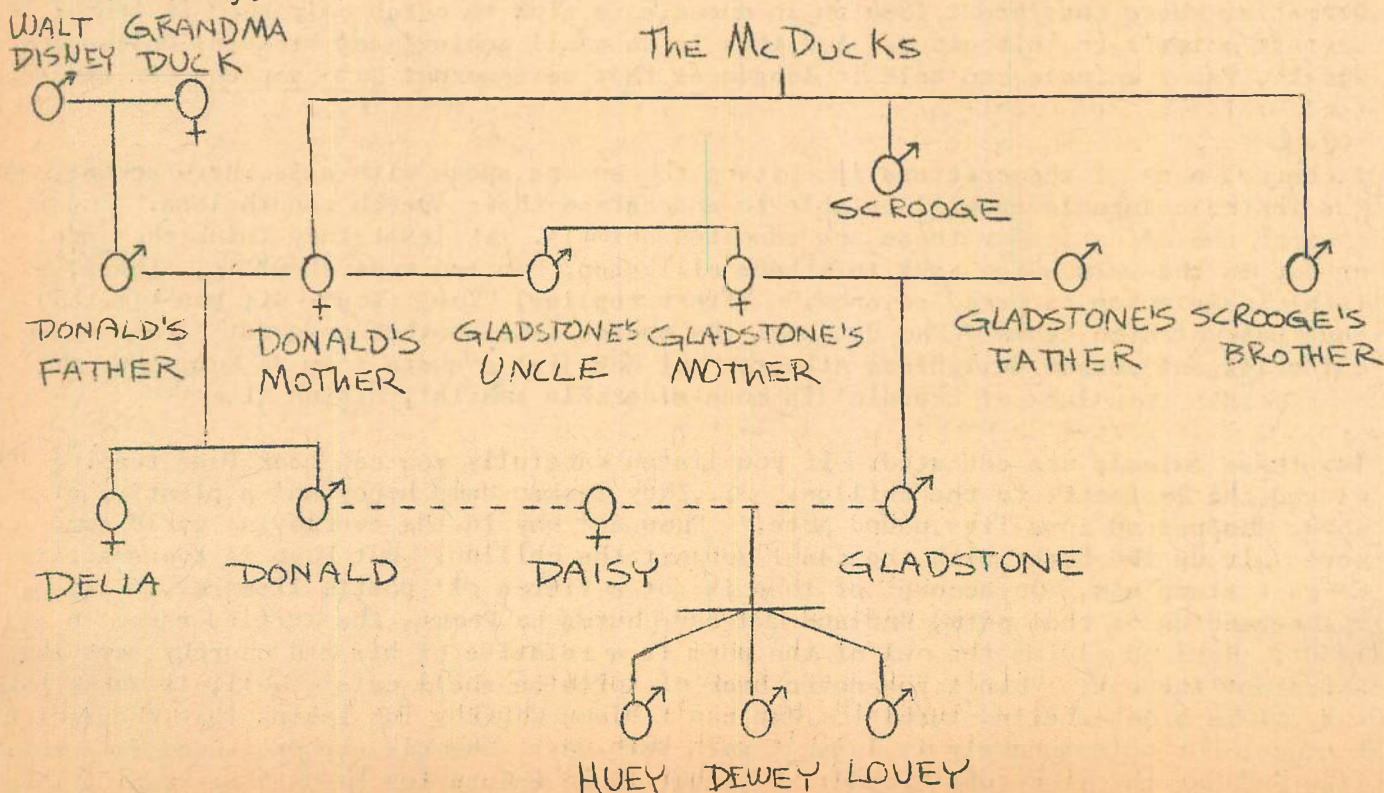 WALT GRANDMA
DISNEY DUCK
The McDucks
SCROOGE
DONALD'S
FATHER
DONALD'S
MOTHER
GLADSTONE'S
UNCLE
GLADSTONE'S
MOTHER
GLADSTONE'S
FATHER
SCROOGE'S
BROTHER
DELLA
DONALD
DAISY
GLADSTONE
HUEY DEWEY LOVEY